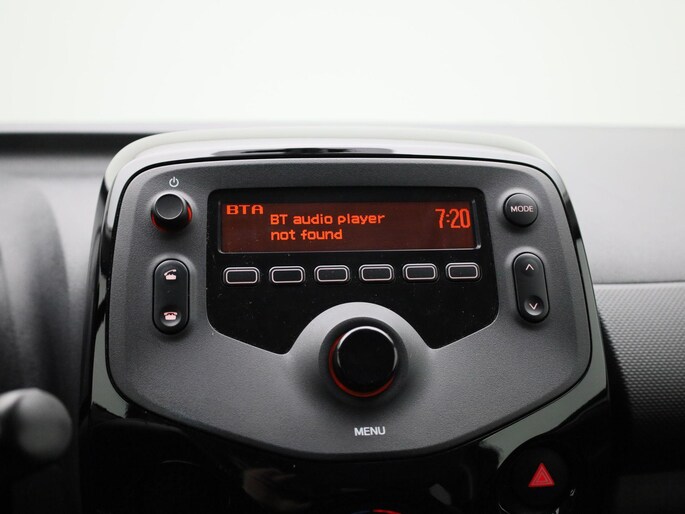 BTA
BT audio player
not found
7:20
MODE
MENU